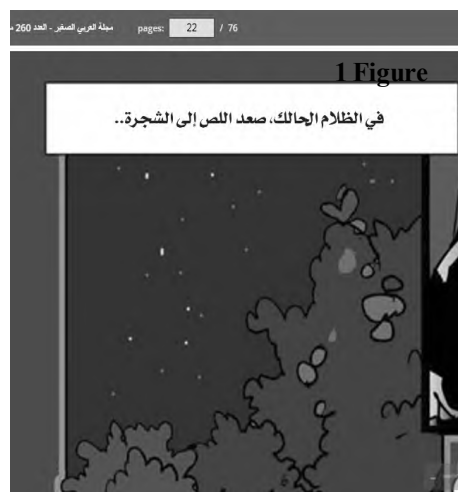 مجلة العربي الصغير - العدد 260
pages: 22 / 76
1 Figure
في الظلام الحالك، صعد اللص إلى الشجرة..